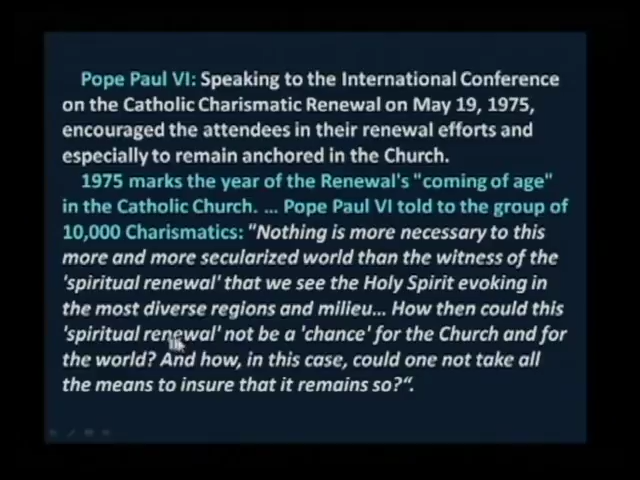 Pope Paul VI: Speaking to the International Conference
on the Catholic Charismatic Renewal on May 19, 1975,
encouraged the attendees in their renewal efforts and
especially to remain anchored in the Church.
1975 marks the year of the Renewal's "coming of age"
in the Catholic Church. ... Pope Paul VI told to the group of
10,000 Charismatics: "Nothing is more necessary to this
more and more secularized world than the witness of the
'spiritual renewal' that we see the Holy Spirit evoking in
the most diverse regions and milieu... How then could this
'spiritual renewal' not be a 'chance' for the Church and for
the world? And how, in this case, could one not take all
the means to insure that it remains so?“.